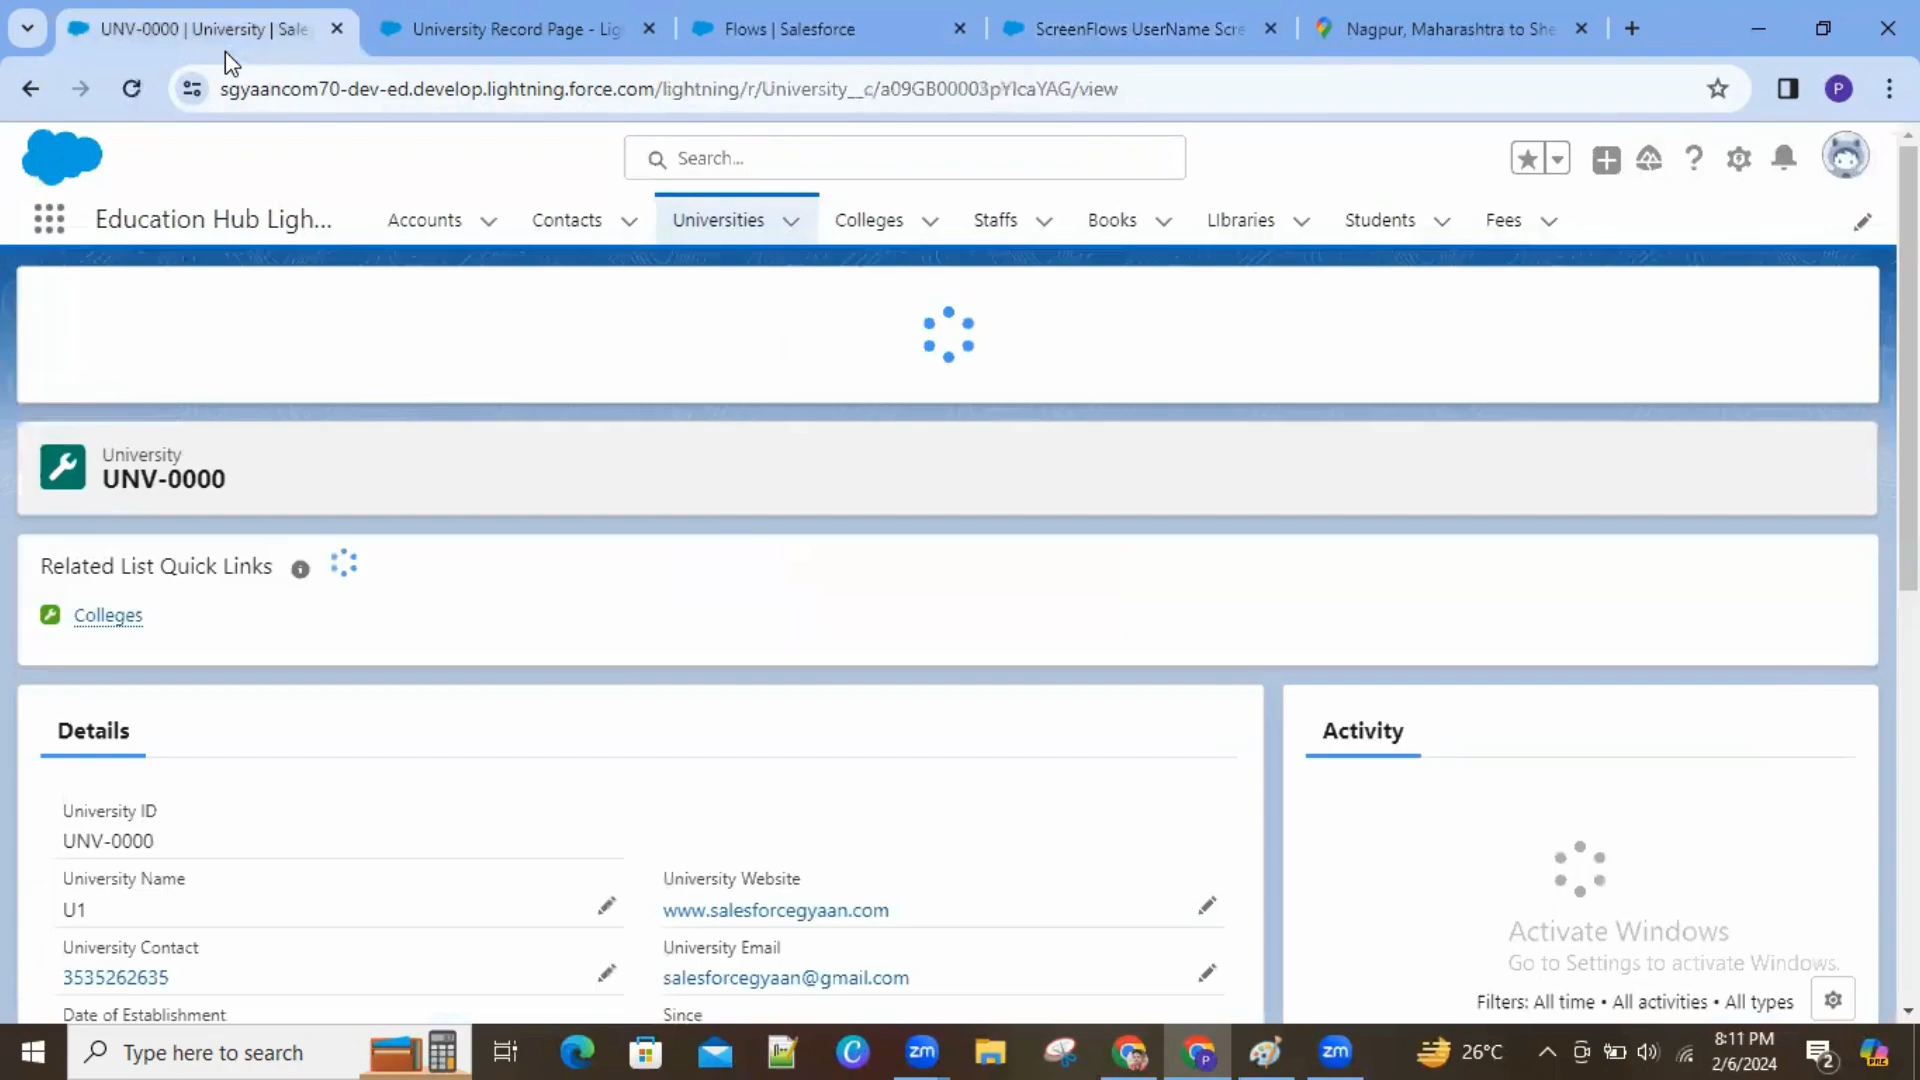 UNV-0000 | University | Sale
University Record Page - Lig
Flows | Salesforce
ScreenFlows UserName Scre
Nagpur, Maharashtra to She
sgyaancom70-dev-ed.develop.lightning.force.com/lightning/r/University__c/a09GB00003pYlcaYAG/view
P
Search...
Education Hub Ligh...
Accounts
Contacts
Universities
Colleges
Staffs
Books
LIbraries
Students
Fees
University
UNV-0000
Related List Quick Links
Colleges
Details
Activity
University ID
UNV-0000
University Name
U1
University Website
www.salesforcegyaan.com
University Contact
3535262635
University Email
salesforcegyaan@gmail.com
Date of Establishment
Since
Activate Windows
Go to Settings to activate Windows.
Filters: All time • All activities • All types
Type here to search
zm
P
zm
26°C
8:11 PM
2/6/2024
2
PRE